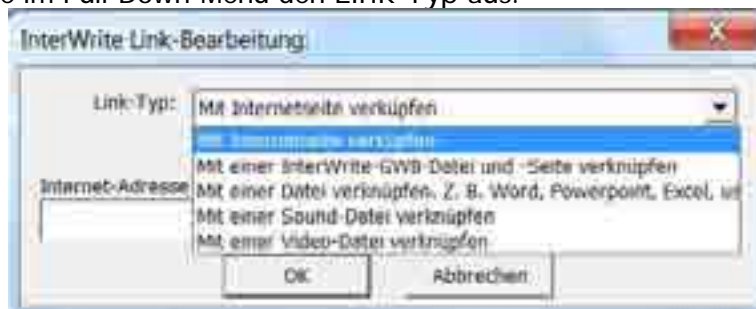 im Pull-Down-Menü den Link-Typ aus.
InterWrite Link-Bearbeitung
Link-Typ: Mit Internetseite verküpfen
Mit Internetseite verküpfen
Mit einer InterWrite-GWB-Datei und -Seite verknüpfen
Internet-Adresse
Mit einer Datei verknüpfen. Z. B. Word, Powerpoint, Excel,
Mit einer Sound-Datei verknüpfen
Mit einer Video-Datei verknüpfen
OK Abbrechen